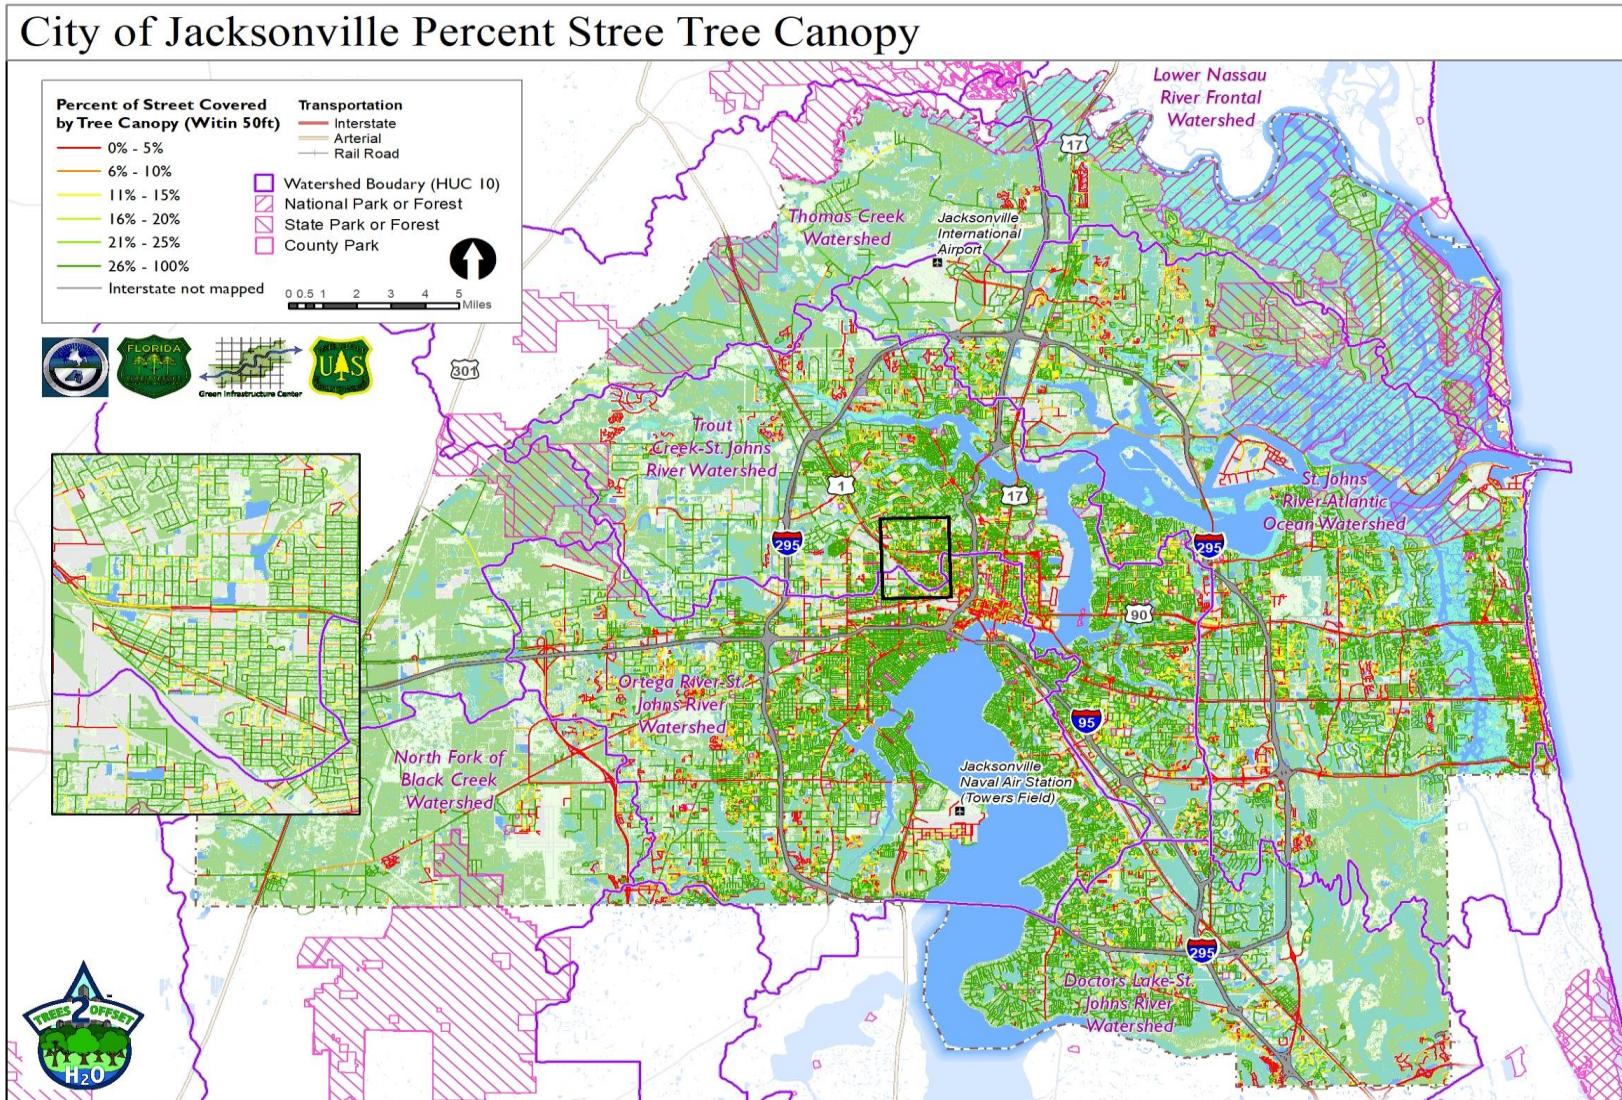 City of Jacksonville Percent Stree Tree Canopy
Percent of Street Covered
by Tree Canopy (Witin 50ft)
0% - 5%
6% - 10%
11% - 15%
16% - 20%
21% - 25%
26% - 100%
Interstate not mapped
Transportation
Interstate
Arterial
Rail Road
Watershed Boudary (HUC 10)
National Park or Forest
State Park or Forest
County Park
0 0.5 1 2 3 4 5
Miles
FLORIDA
Green Infrastructure Center
U S
301
Lower Nassau
River Frontal
Watershed
17
Thomas Creek
Watershed
Jacksonville
International
Airport
Trout
Creek-St. Johns
River Watershed
1
17
St. Johns
River-Atlantic
Ocean Watershed
295
295
90
Ortega River-St.
Johns River
Watershed
95
North Fork of
Black Creek
Watershed
Jacksonville
Naval Air Station
(Towers Field)
295
Doctors Lake-St.
Johns River
Watershed
TREES 2 OFFSET
H2O